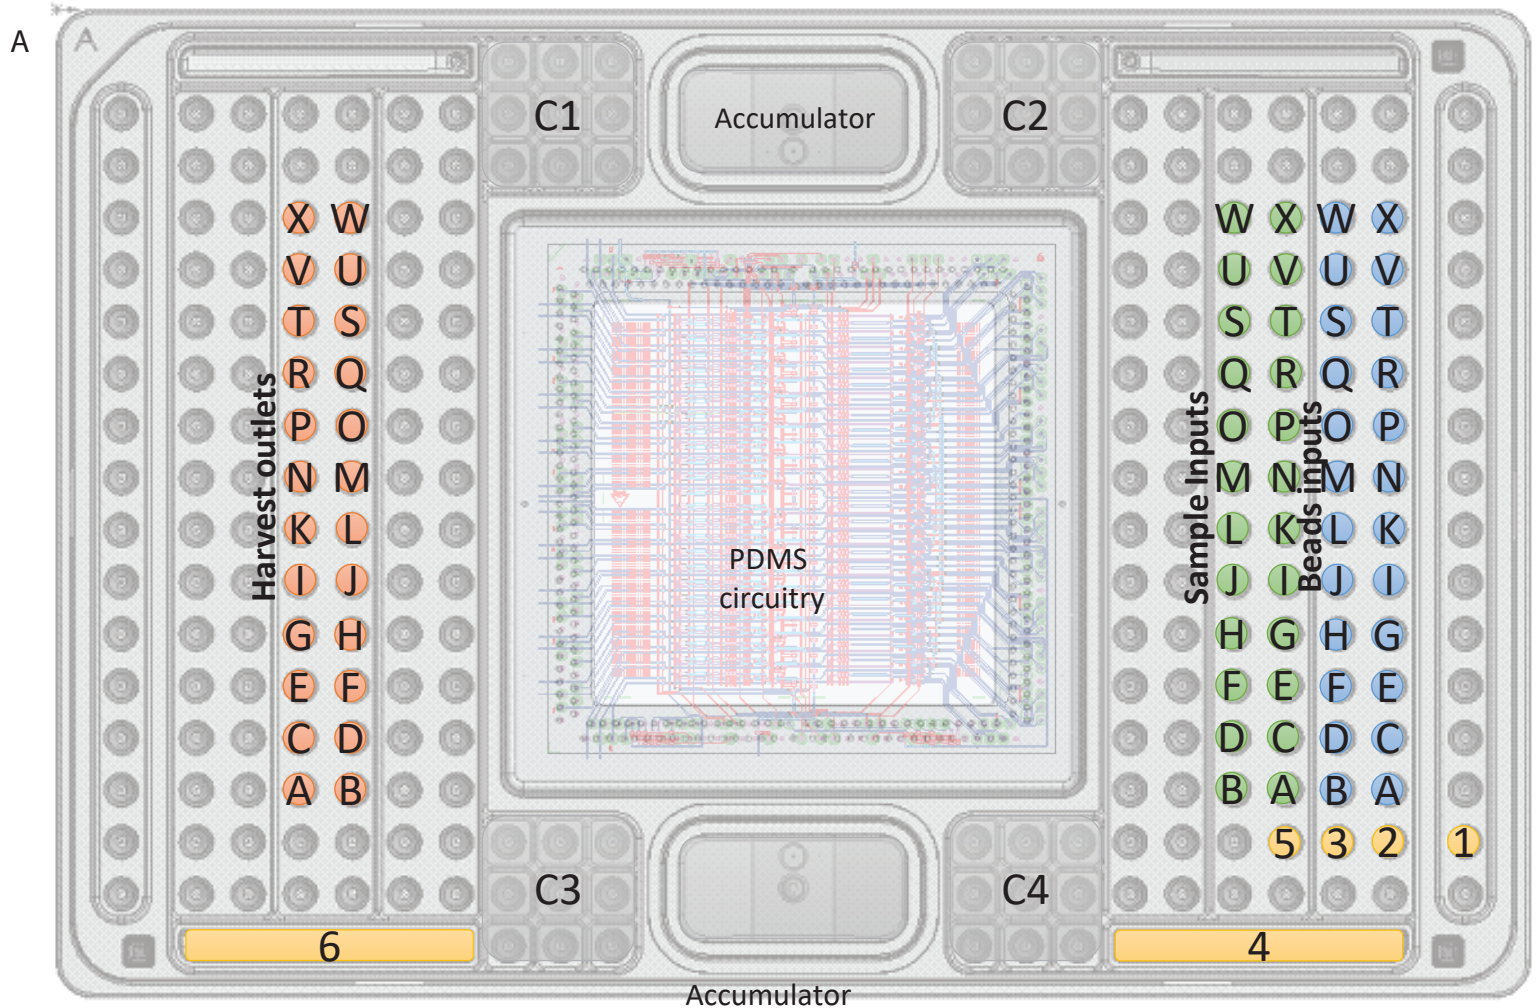 A
A
C1 Accumulator C2
X W W X W X
V U U V U V
T S S T S T
R Q Q R Q R
P O O P O P
N M M N M N
K L L K L K
I J J I J I
G H H G H G
E F F E F E
C D D C D C
A B B A B A
Harvest outlets
PDMS
circuitry
Sample Inputs
Beads inputs
5 3 2 1
C3 C4
6 4
Accumulator